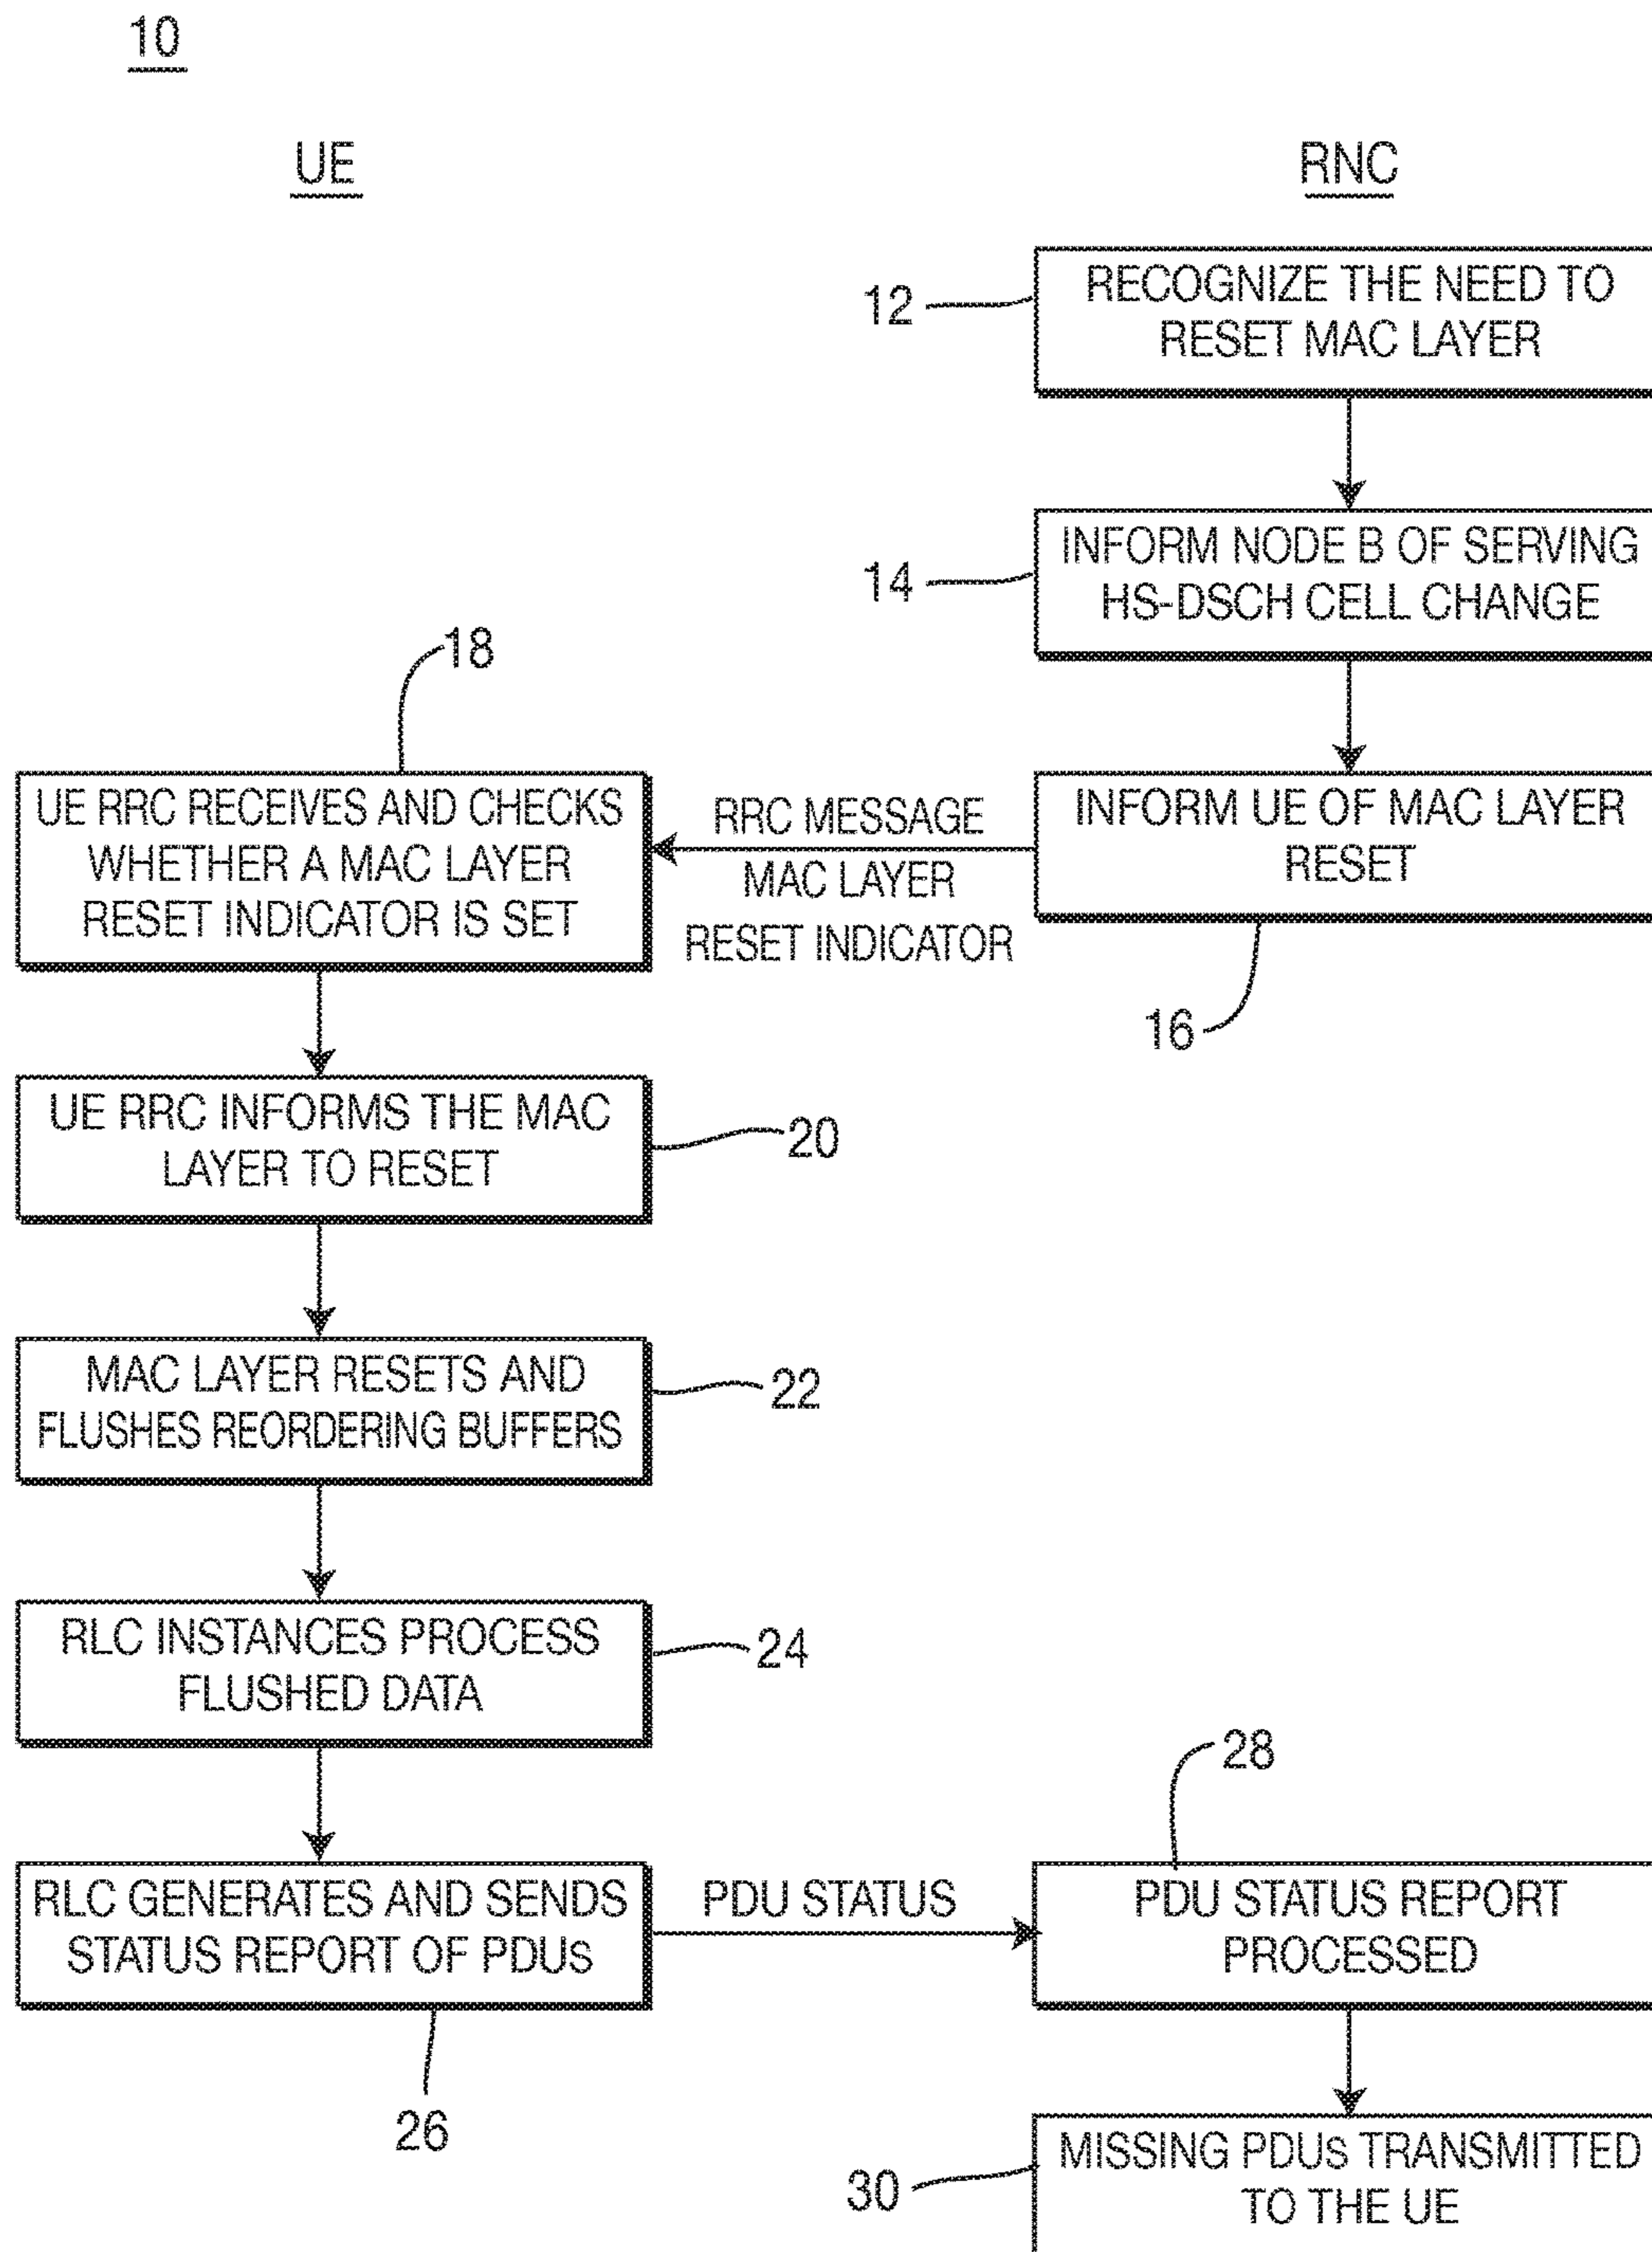 10
UE
RNC
12
RECOGNIZE THE NEED TO
RESET MAC LAYER
14
INFORM NODE B OF SERVING
HS-DSCH CELL CHANGE
18
UE RRC RECEIVES AND CHECKS
WHETHER A MAC LAYER
RESET INDICATOR IS SET
RRC MESSAGE
MAC LAYER
RESET INDICATOR
INFORM UE OF MAC LAYER
RESET
16
UE RRC INFORMS THE MAC
LAYER TO RESET
20
MAC LAYER RESETS AND
FLUSHES REORDERING BUFFERS
22
RLC INSTANCES PROCESS
FLUSHED DATA
24
28
RLC GENERATES AND SENDS
STATUS REPORT OF PDUs
PDU STATUS
PDU STATUS REPORT
PROCESSED
26
30
MISSING PDUs TRANSMITTED
TO THE UE